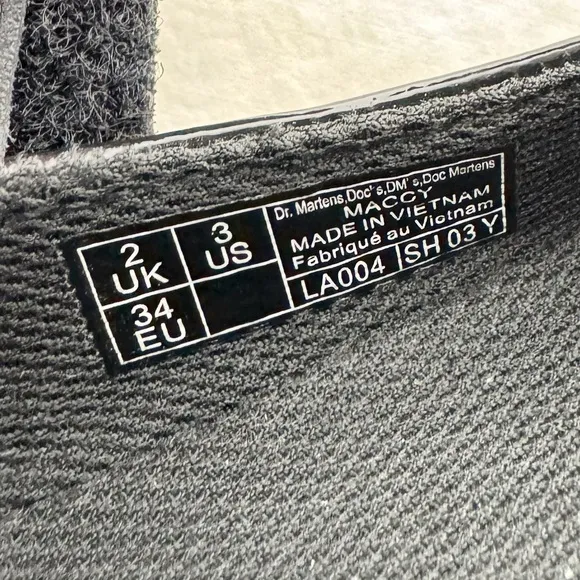 2
UK
3
US
34
EU
Dr. Martens,Doc's,DM's,Doc Martens
MACCY
MADE IN VIETNAM
Fabriqué au Vietnam
LA004
SH 03 Y